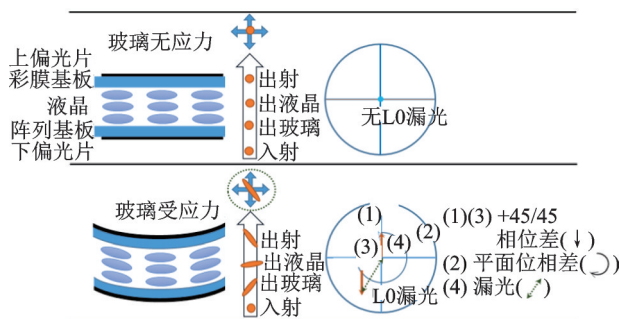 玻璃无应力
上偏光片
彩膜基板
液晶
阵列基板
下偏光片
出射
出液晶
出玻璃
入射
无L0漏光
玻璃受应力
出射
出液晶
出玻璃
入射
(1)
(2)
(3)
(4)
L0漏光
(1)(3) +45/45
相位差(↓)
(2) 平面位相差()
(4) 漏光()